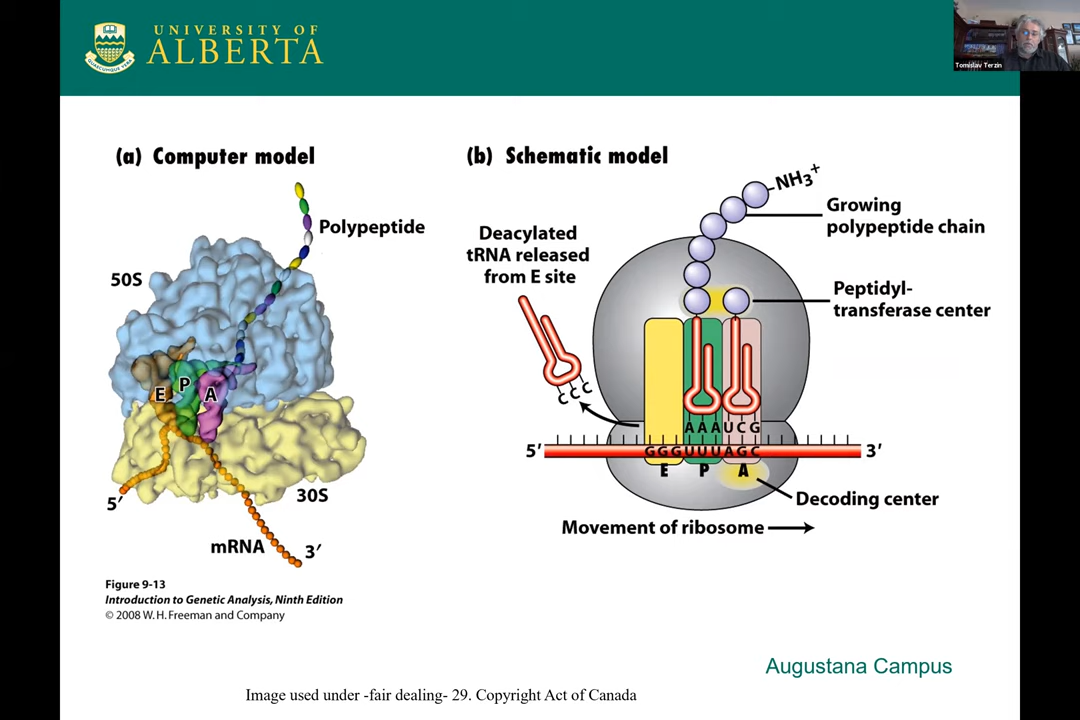 UNIVERSITY OF
ALBERTA
Tomislav Terzin
(a) Computer model
Polypeptide
50S
E P A
30S
5′
mRNA
3′
(b) Schematic model
NH3+
Growing
polypeptide chain
Deacylated
tRNA released
from E site
Peptidyl-
transferase center
CCC
AAAUCG
5′
GGGUUUAGC
3′
E P A
Decoding center
Movement of ribosome
Figure 9-13
Introduction to Genetic Analysis, Ninth Edition
© 2008 W. H. Freeman and Company
Augustana Campus
Image used under -fair dealing- 29. Copyright Act of Canada